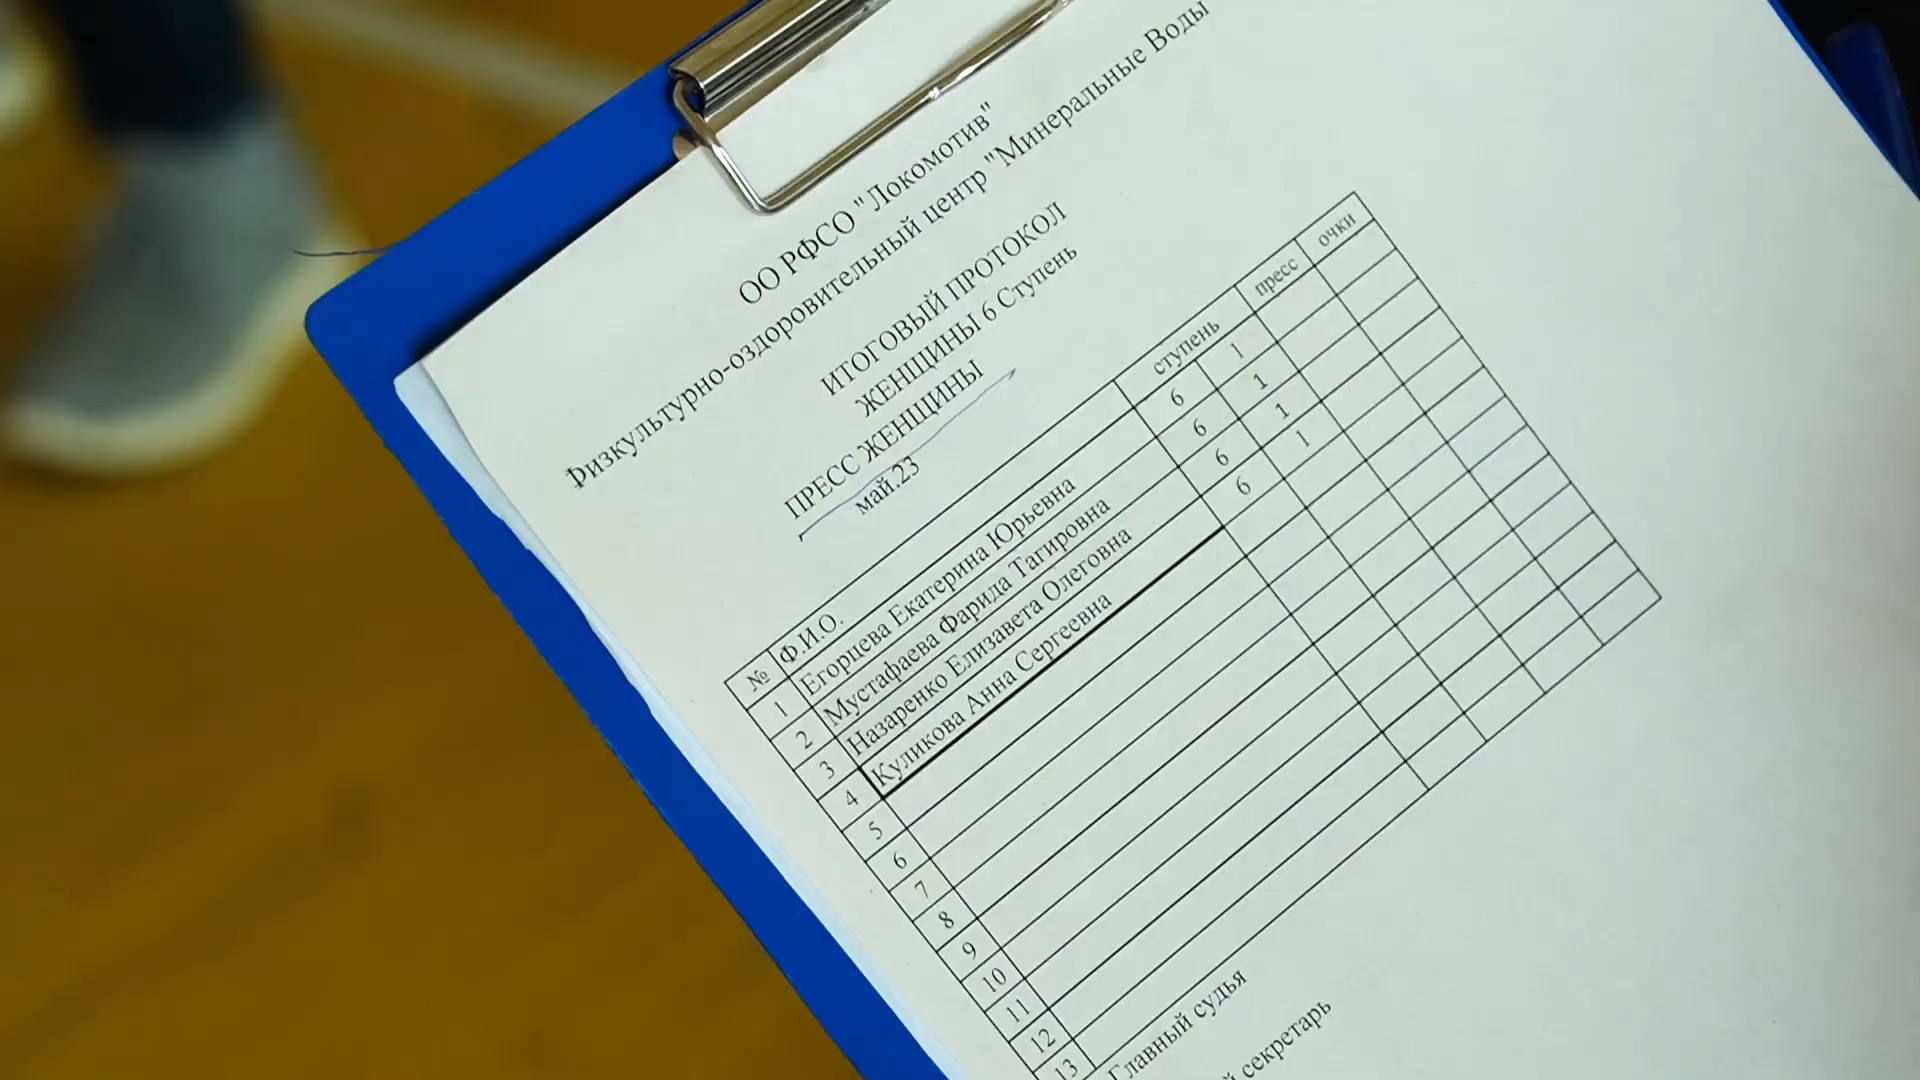 ОО РФСО "Локомотив"
Физкультурно-оздоровительный центр "Минеральные Воды
ИТОГОВЫЙ ПРОТОКОЛ
ЖЕНЩИНЫ 6 Ступень
ПРЕСС ЖЕНЩИНЫ
май.23
№ Ф.И.О. ступень пресс очки
1 Егорцева Екатерина Юрьевна 6 1
2 Мустафаева Фарида Тагировна 6 1
3 Назаренко Елизавета Олеговна 6 1
4 Куликова Анна Сергеевна 6 1
5
6
7
8
9
10
11
12
13
Главный судья
й секретарь